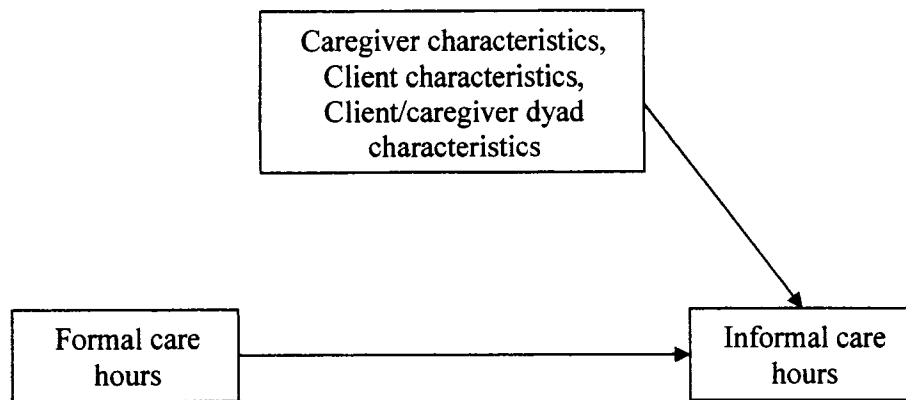 Caregiver characteristics,
Client characteristics,
Client/caregiver dyad
characteristics
Formal care
hours
Informal care
hours